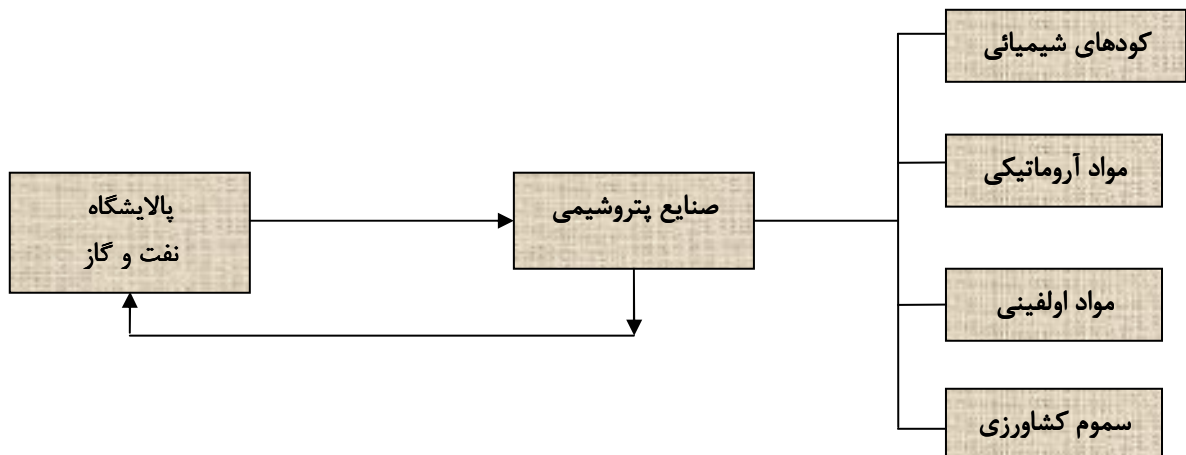 کودهای شیمیائی
مواد آروماتیکی
پالایشگاه
نفت و گاز
صنایع پتروشیمی
مواد اولفینی
سموم کشاورزی